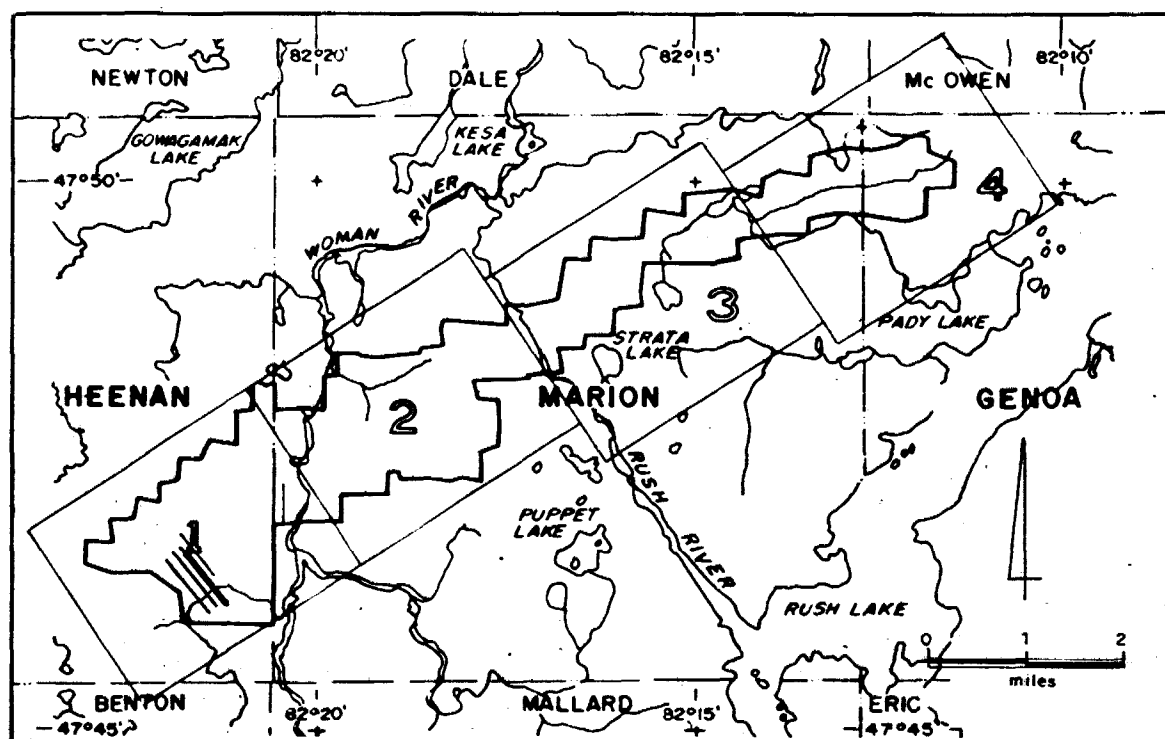 82°20'
82°15'
82°10'
NEWTON
DALE
Mc OWEN
GOWAGAMAK
LAKE
KESA
LAKE
47°50'
WOMAN RIVER
4
3
STRATA
LAKE
PADY LAKE
HEENAN
2
MARION
GENOA
1
PUPPET
LAKE
RUSH RIVER
RUSH LAKE
0 1 2
miles
BENTON
MALLARD
ERIC
47°45'
82°20'
82°15'
47°45'